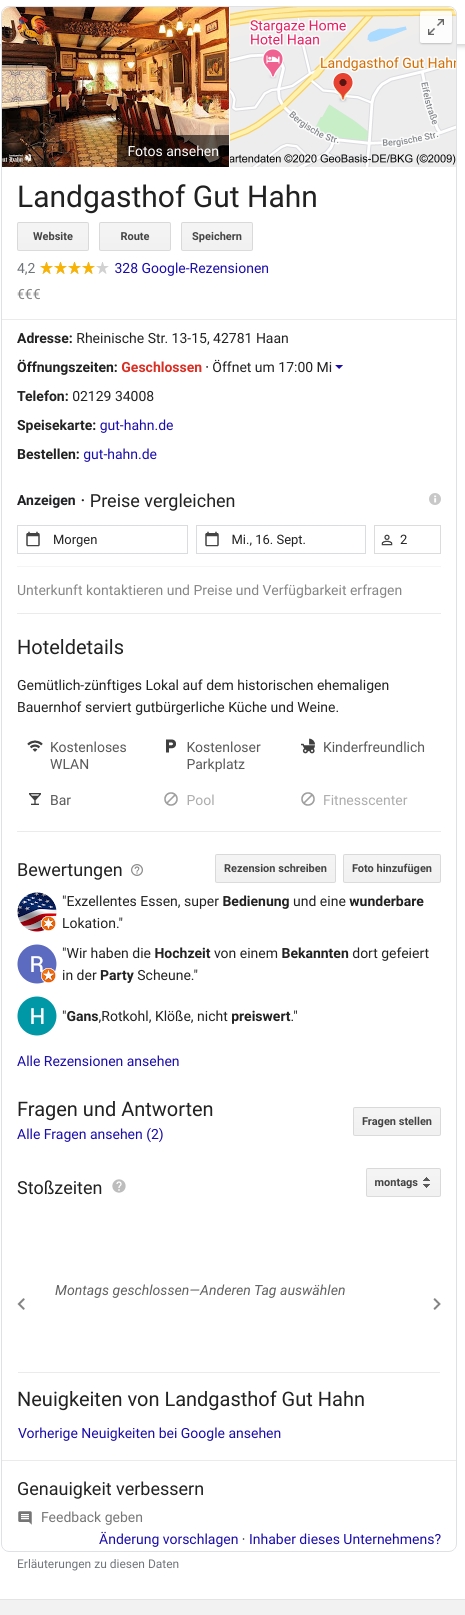 Stargaze Home
Hotel Haan
Landgasthof Gut Hahn
Eifelstraße
Bergische Str.
Bergische Str.
Fotos ansehen
artendaten ©2020 GeoBasis-DE/BKG (©2009)
Landgasthof Gut Hahn
Website Route Speichern
4,2 328 Google-Rezensionen
€€€
Adresse: Rheinische Str. 13-15, 42781 Haan
Öffnungszeiten: Geschlossen · Öffnet um 17:00 Mi
Telefon: 02129 34008
Speisekarte: gut-hahn.de
Bestellen: gut-hahn.de
Anzeigen · Preise vergleichen
Morgen Mi., 16. Sept. 2
Unterkunft kontaktieren und Preise und Verfügbarkeit erfragen
Hoteldetails
Gemütlich-zünftiges Lokal auf dem historischen ehemaligen
Bauernhof serviert gutbürgerliche Küche und Weine.
Kostenloses WLAN Kostenloser Parkplatz Kinderfreundlich
Bar Pool Fitnesscenter
Bewertungen Rezension schreiben Foto hinzufügen
"Exzellentes Essen, super Bedienung und eine wunderbare
Lokation."
R
"Wir haben die Hochzeit von einem Bekannten dort gefeiert
in der Party Scheune."
H
"Gans,Rotkohl, Klöße, nicht preiswert."
Alle Rezensionen ansehen
Fragen und Antworten
Alle Fragen ansehen (2) Fragen stellen
Stoßzeiten montags
Montags geschlossen—Anderen Tag auswählen
Neuigkeiten von Landgasthof Gut Hahn
Vorherige Neuigkeiten bei Google ansehen
Genauigkeit verbessern
Feedback geben
Änderung vorschlagen · Inhaber dieses Unternehmens?
Erläuterungen zu diesen Daten